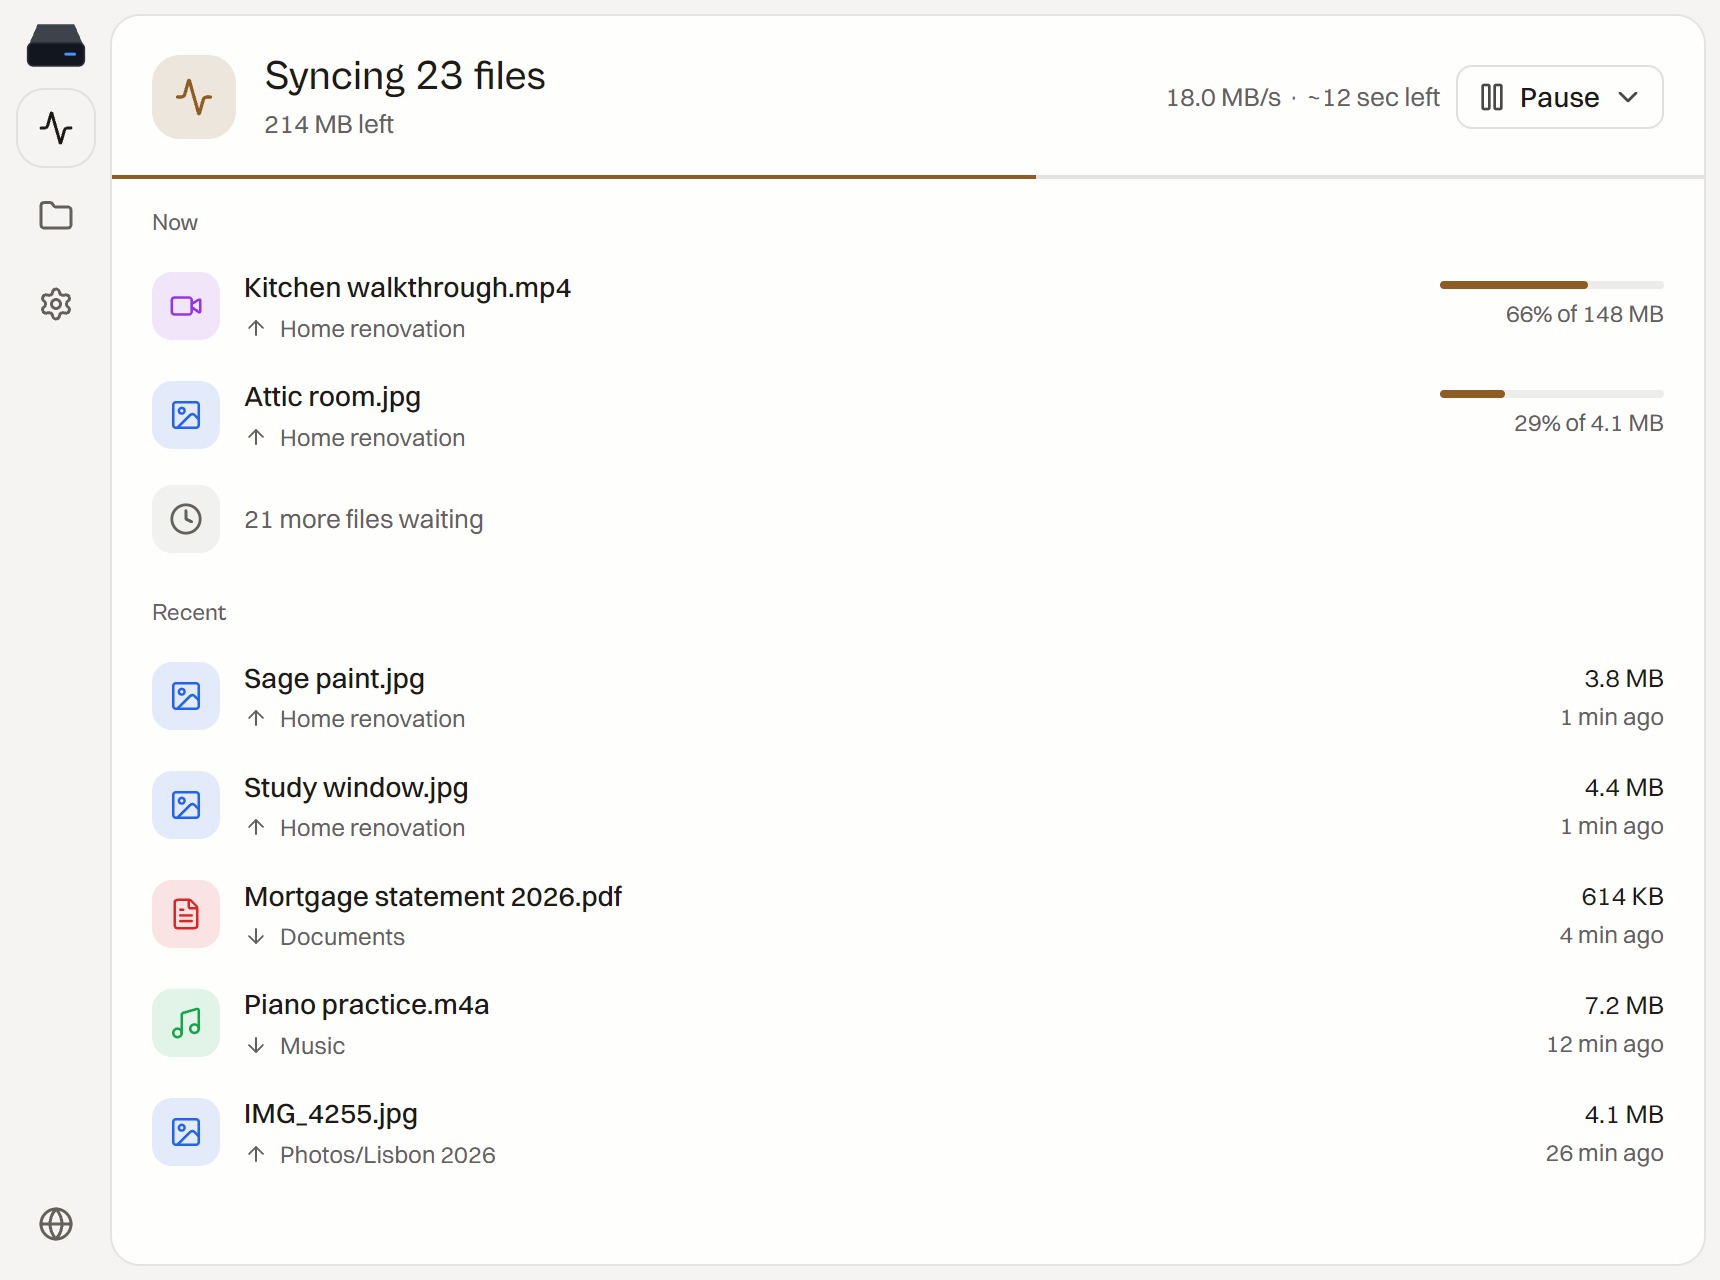 Syncing 23 files
214 MB left
18.0 MB/s · ~12 sec left
Pause
Now
Kitchen walkthrough.mp4
Home renovation
66% of 148 MB
Attic room.jpg
Home renovation
29% of 4.1 MB
21 more files waiting
Recent
Sage paint.jpg
Home renovation
3.8 MB
1 min ago
Study window.jpg
Home renovation
4.4 MB
1 min ago
Mortgage statement 2026.pdf
Documents
614 KB
4 min ago
Piano practice.m4a
Music
7.2 MB
12 min ago
IMG_4255.jpg
Photos/Lisbon 2026
4.1 MB
26 min ago